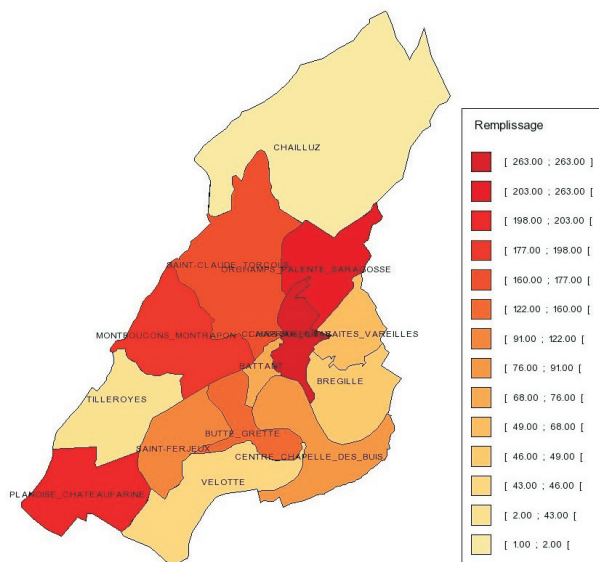 CHAILLUZ
SAINT-CLAUDE_TORCOLS
PALENTE_SARAGOSSE
MONTBOUCONS_MONTRAPON
VAITES_VAREILLES
BATTANT
BREGILLE
TILLEROYES
BUTTE_GRETTE
SAINT-FERJEUX
CENTRE_CHAPELLE_DES_BUIS
VELOTTE
PLANOISE_CHATEAUFARINE
Remplissage
[ 263.00 ; 263.00 ]
[ 203.00 ; 263.00 [
[ 198.00 ; 203.00 [
[ 177.00 ; 198.00 [
[ 160.00 ; 177.00 [
[ 122.00 ; 160.00 [
[ 91.00 ; 122.00 [
[ 76.00 ; 91.00 [
[ 68.00 ; 76.00 [
[ 49.00 ; 68.00 [
[ 46.00 ; 49.00 [
[ 43.00 ; 46.00 [
[ 2.00 ; 43.00 [
[ 1.00 ; 2.00 [